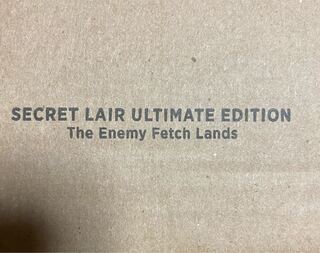 SECRET LAIR ULTIMATE EDITION
The Enemy Fetch Lands